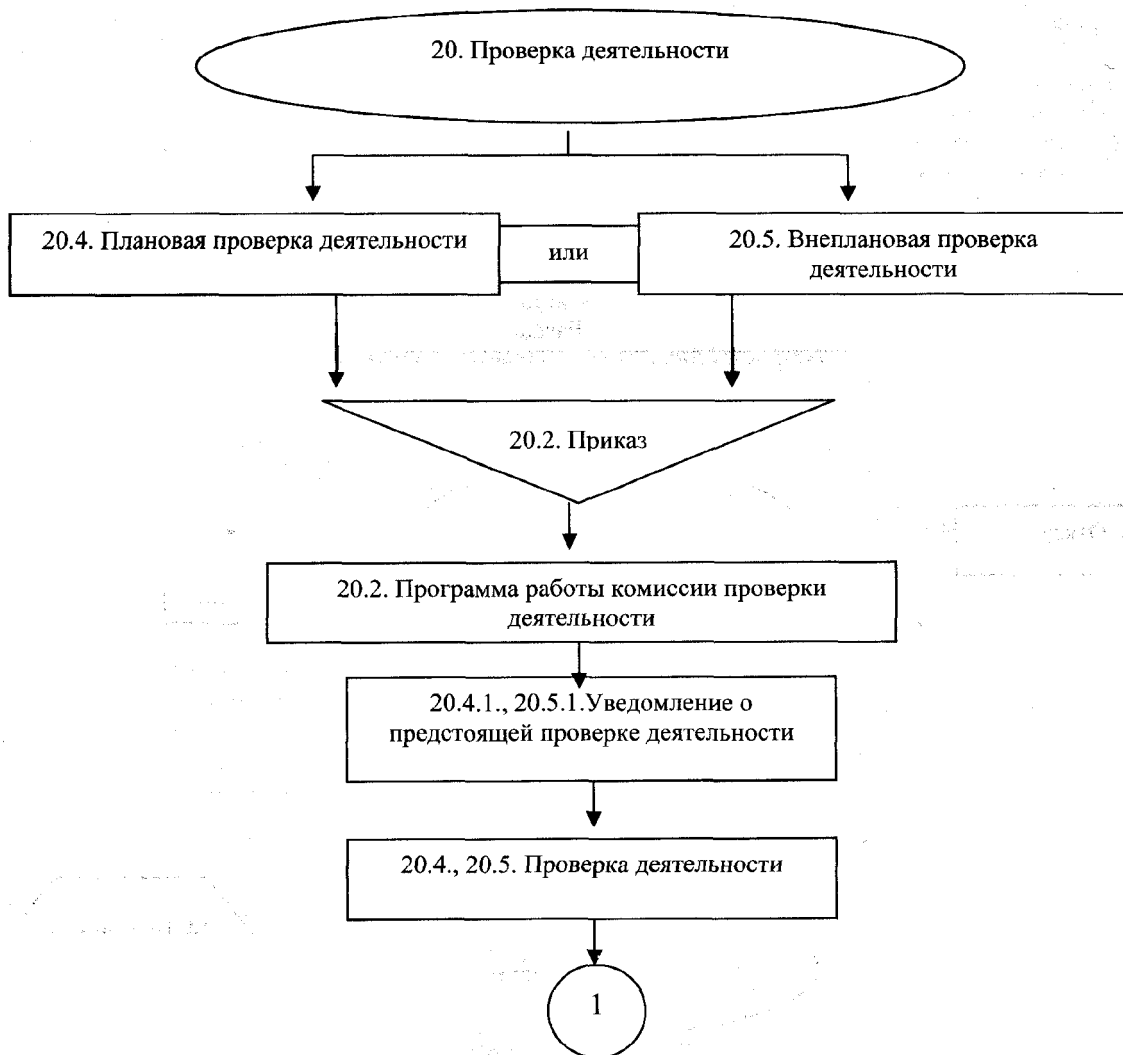 20. Проверка деятельности
20.4. Плановая проверка деятельности
или
20.5. Внеплановая проверка
деятельности
20.2. Приказ
20.2. Программа работы комиссии проверки
деятельности
20.4.1., 20.5.1.Уведомление о
предстоящей проверке деятельности
20.4., 20.5. Проверка деятельности
1